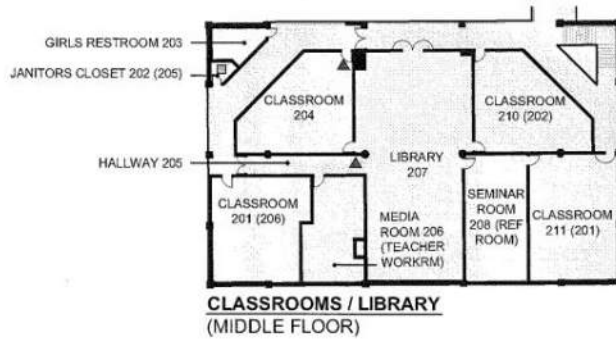 GIRLS RESTROOM 203
JANITORS CLOSET 202 (205)
CLASSROOM
204
CLASSROOM
210 (202)
HALLWAY 205
LIBRARY
207
CLASSROOM
201 (206)
MEDIA
ROOM 206
(TEACHER
WORKRM)
SEMINAR
ROOM
208 (REF
ROOM)
CLASSROOM
211 (201)
CLASSROOMS / LIBRARY
(MIDDLE FLOOR)